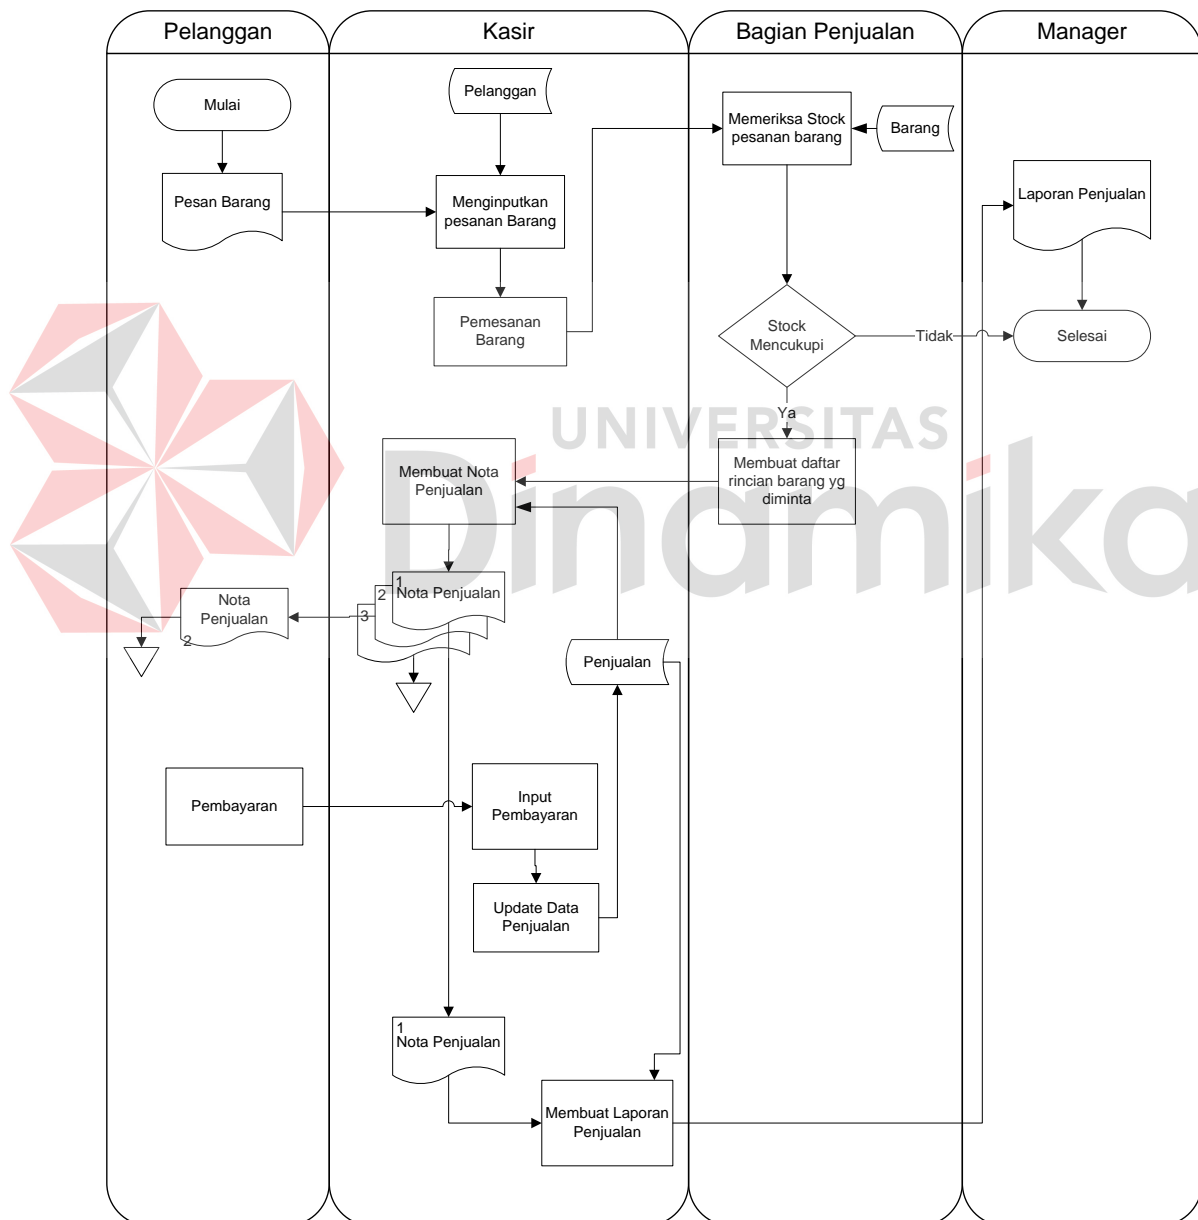 Pelanggan
Kasir
Bagian Penjualan
Manager
Mulai
Pelanggan
Memeriksa Stock
pesanan barang
Barang
Pesan Barang
Menginputkan
pesanan Barang
Laporan Penjualan
Pemesanan
Barang
Stock
Mencukupi
Tidak
Selesai
Ya
UNIVERSITAS
Dinamika
Membuat Nota
Penjualan
Membuat daftar
rincian barang yg
diminta
1
Nota Penjualan
2
3
Nota
Penjualan
2
Penjualan
Pembayaran
Input
Pembayaran
Update Data
Penjualan
1
Nota Penjualan
Membuat Laporan
Penjualan